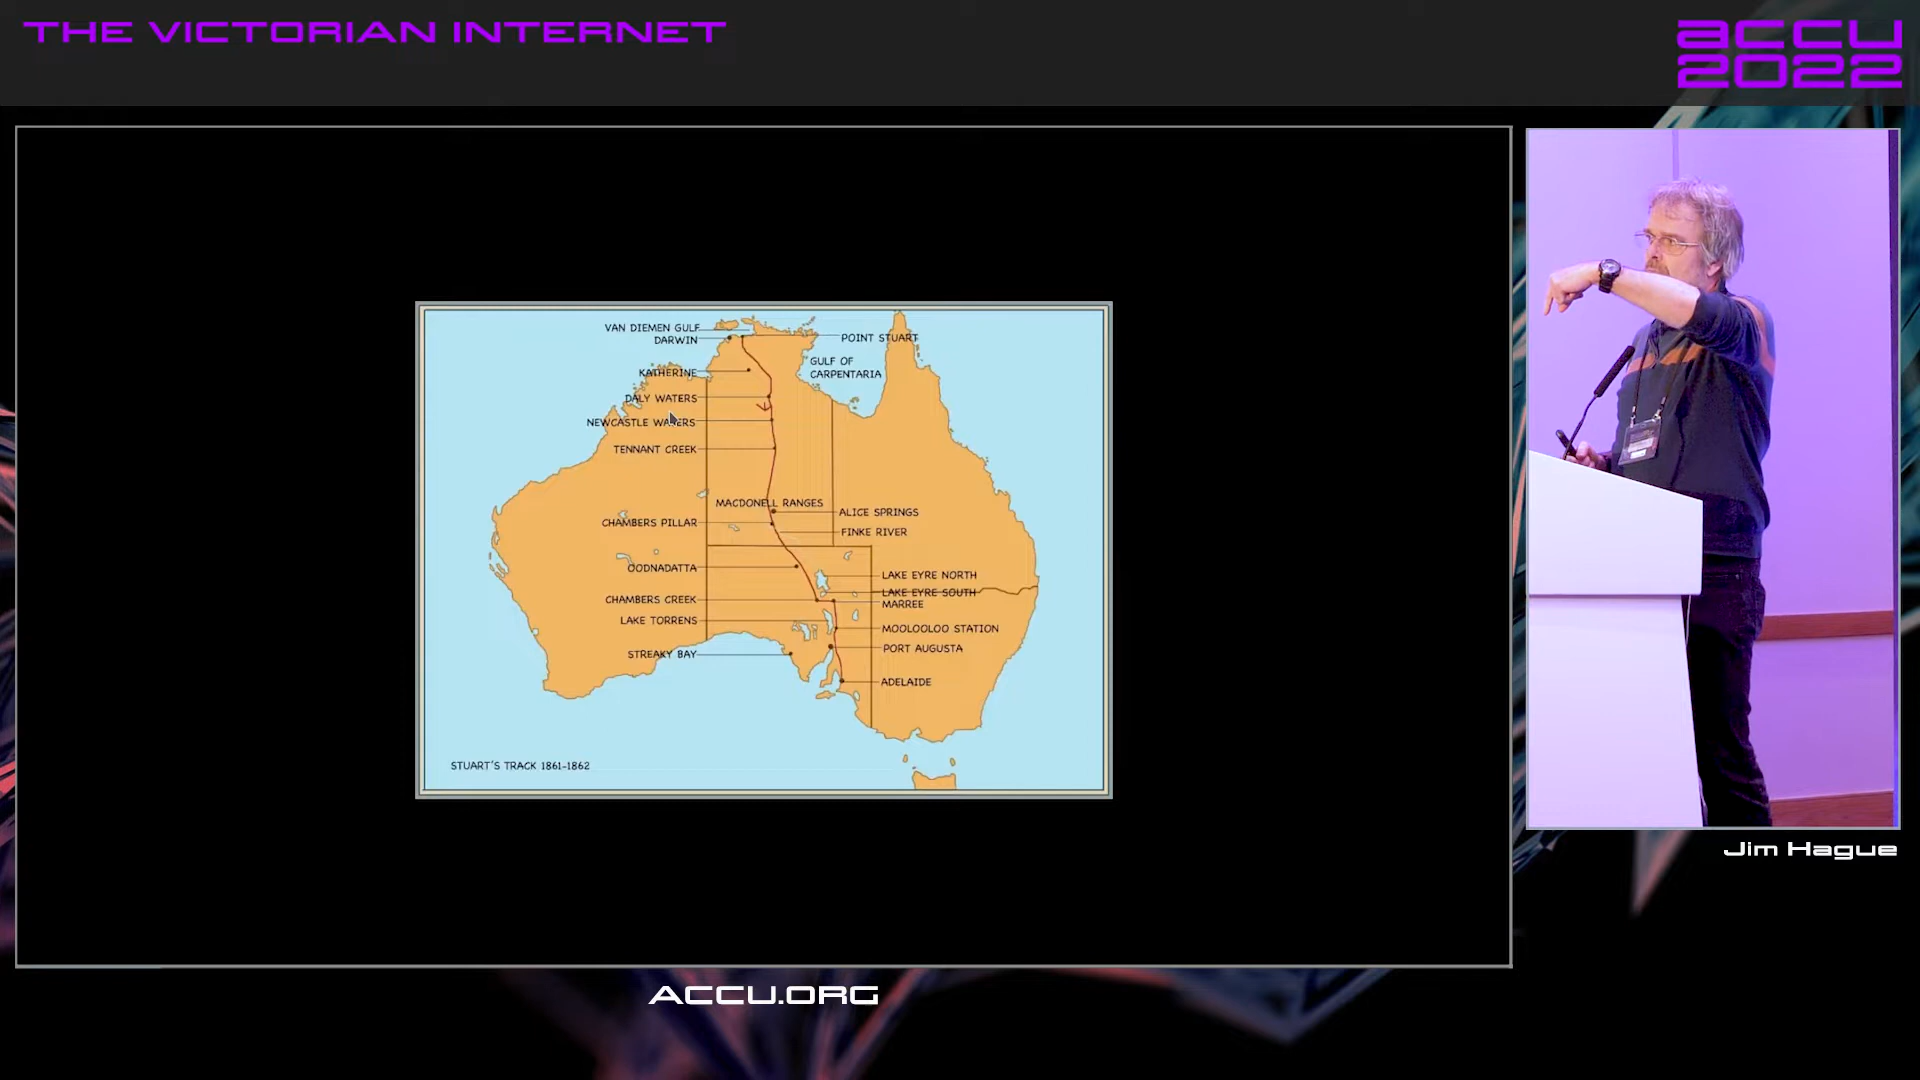 THE VICTORIAN INTERNET
accu
2022
VAN DIEMEN GULF
DARWIN
POINT STUART
GULF OF
CARPENTARIA
KATHERINE
DALY WATERS
NEWCASTLE WATERS
TENNANT CREEK
MACDONELL RANGES
ALICE SPRINGS
CHAMBERS PILLAR
FINKE RIVER
OODNADATTA
LAKE EYRE NORTH
LAKE EYRE SOUTH
CHAMBERS CREEK
MARREE
LAKE TORRENS
MOOLOOLOO STATION
PORT AUGUSTA
STREAKY BAY
ADELAIDE
STUART'S TRACK 1861-1862
Jim Hague
ACCU.ORG